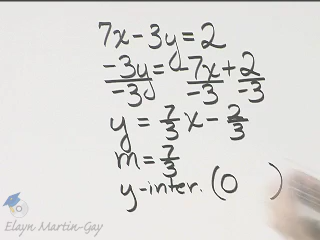 7x - 3y = 2
-3y/-3 = -7x/-3 + 2/-3
y = 7/3 x - 2/3
m = 7/3
y-inter. (0 )
Elayn Martin-Gay